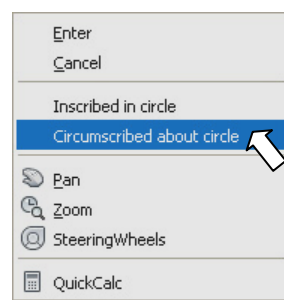 Enter
Cancel
Inscribed in circle
Circumscribed about circle
Pan
Zoom
SteeringWheels
QuickCalc